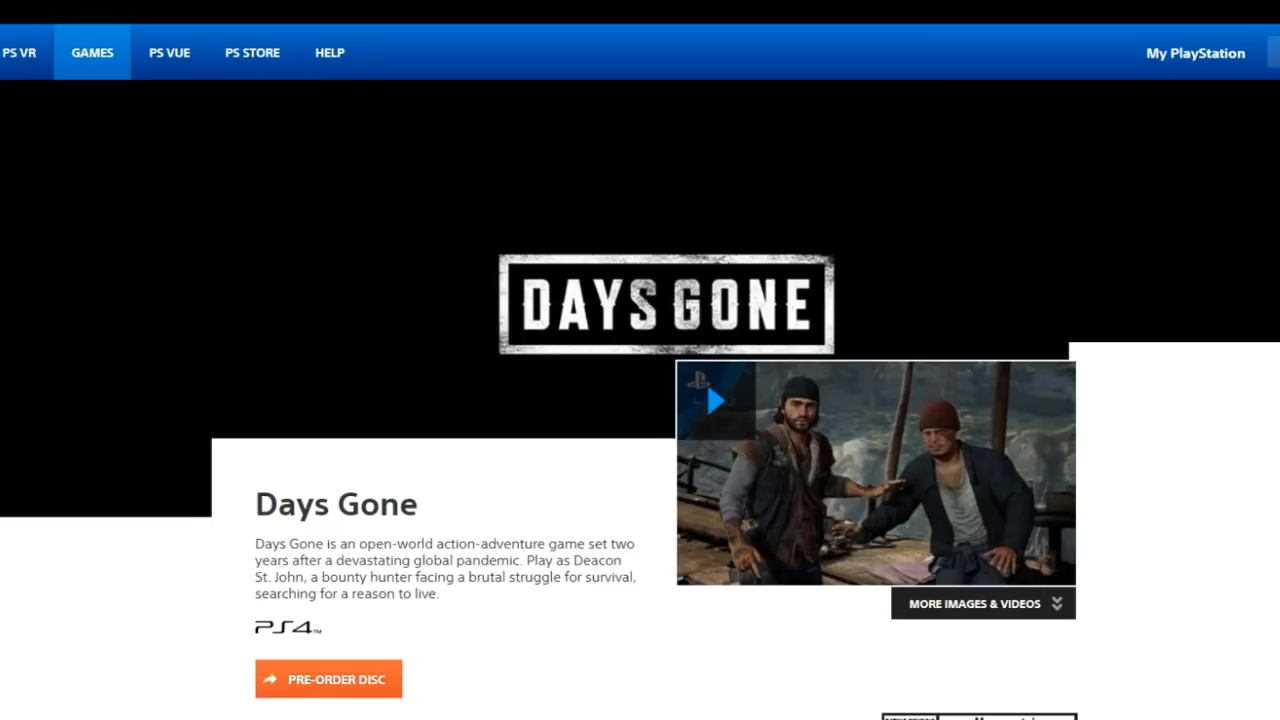 PS VR
GAMES
PS VUE
PS STORE
HELP
My PlayStation
DAYS GONE
Days Gone
Days Gone is an open-world action-adventure game set two
years after a devastating global pandemic. Play as Deacon
St. John, a bounty hunter facing a brutal struggle for survival,
searching for a reason to live.
PS4™
PRE-ORDER DISC
MORE IMAGES & VIDEOS